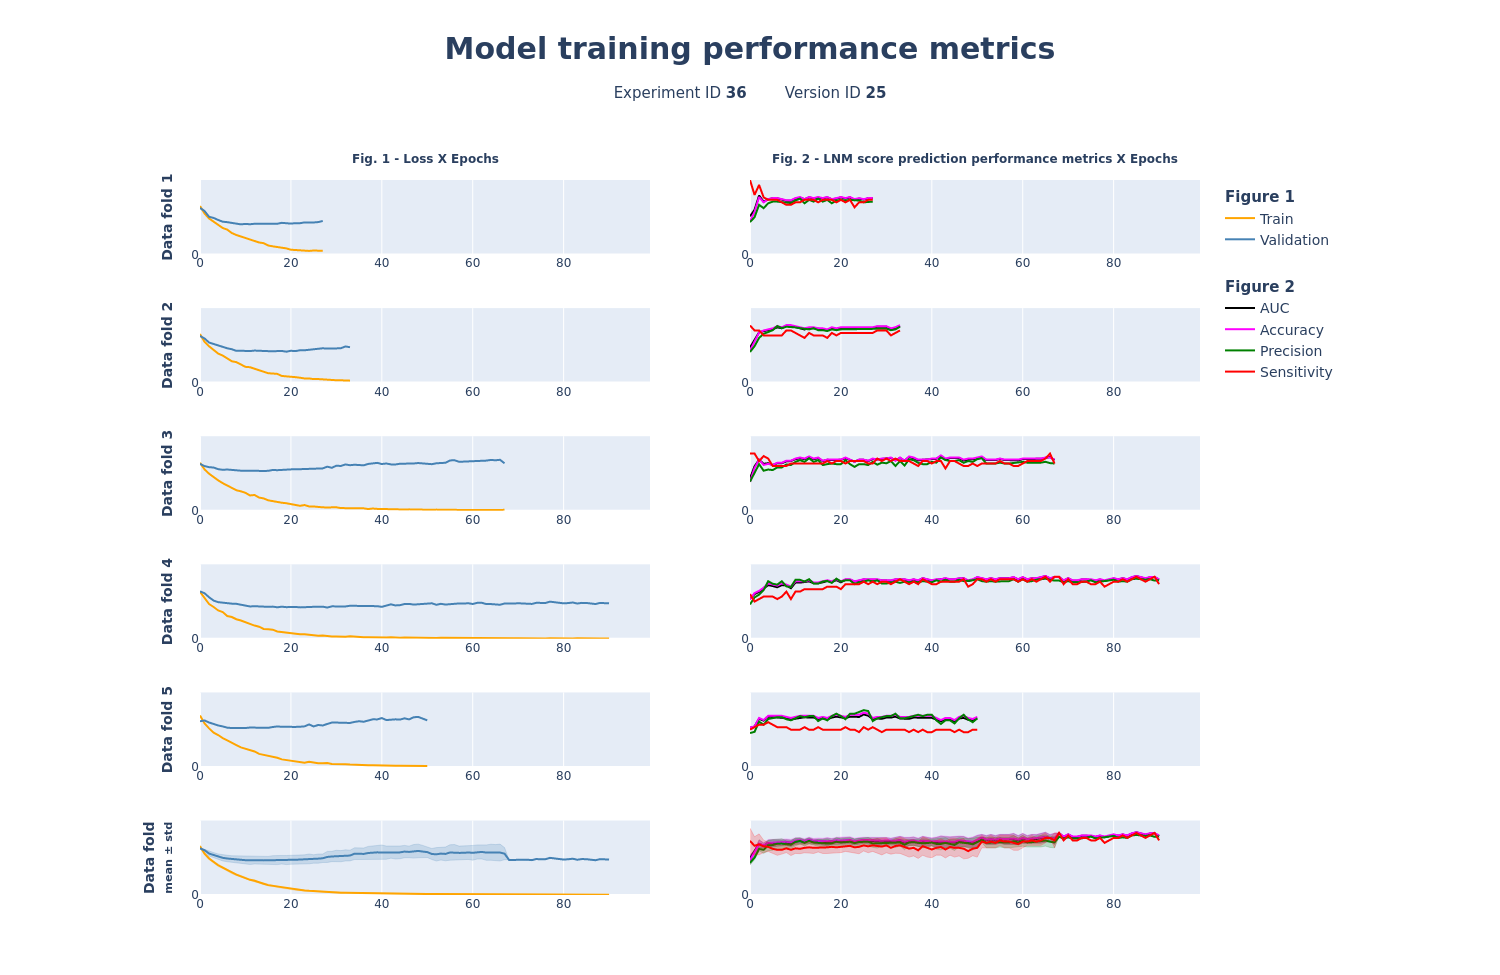 Model training performance metrics
Experiment ID 36 Version ID 25
Fig. 1 - Loss X Epochs
Fig. 2 - LNM score prediction performance metrics X Epochs
Data fold 1
0
0 20 40 60 80
0
0 20 40 60 80
Figure 1
Train
Validation
Figure 2
AUC
Accuracy
Precision
Sensitivity
Data fold 2
0
0 20 40 60 80
0
0 20 40 60 80
Data fold 3
0
0 20 40 60 80
0
0 20 40 60 80
Data fold 4
0
0 20 40 60 80
0
0 20 40 60 80
Data fold 5
0
0 20 40 60 80
0
0 20 40 60 80
Data fold
mean ± std
0
0 20 40 60 80
0
0 20 40 60 80